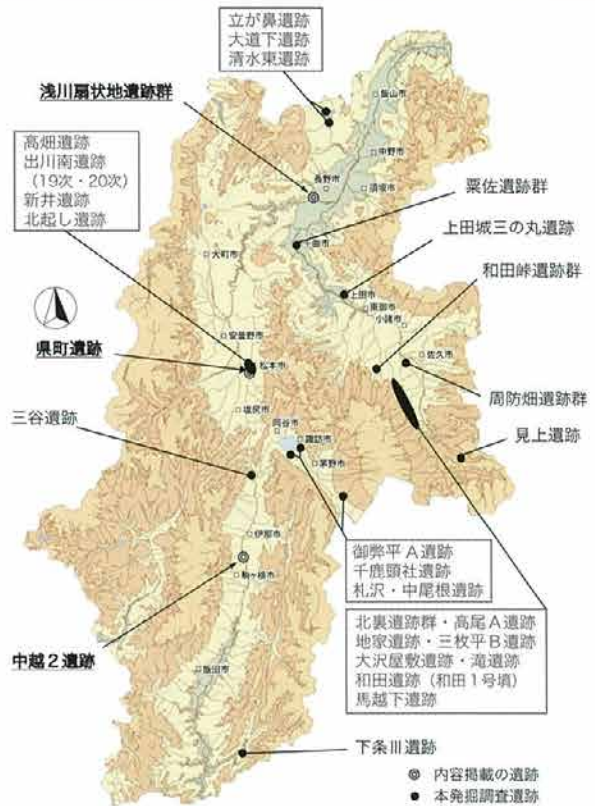 立が鼻遺跡
大道下遺跡
清水東遺跡
浅川扇状地遺跡群
飯山市
高畑遺跡
出川南遺跡
（19次・20次）
新井遺跡
北起し遺跡
中野市
長野市
須坂市
粟佐遺跡群
千曲市
上田城三の丸遺跡
大町市
上田市
東御市
小諸市
和田峠遺跡群
安曇野市
佐久市
県町遺跡
松本市
周防畑遺跡群
塩尻市
岡谷市
三谷遺跡
諏訪市
茅野市
見上遺跡
伊那市
御弊平A遺跡
千鹿頭社遺跡
札沢・中尾根遺跡
駒ヶ根市
北裏遺跡群・高尾A遺跡
地家遺跡・三枚平B遺跡
大沢屋敷遺跡・滝遺跡
和田遺跡（和田1号墳）
馬越下遺跡
中越2遺跡
飯田市
下条Ⅲ遺跡
◎ 内容掲載の遺跡
● 本発掘調査遺跡